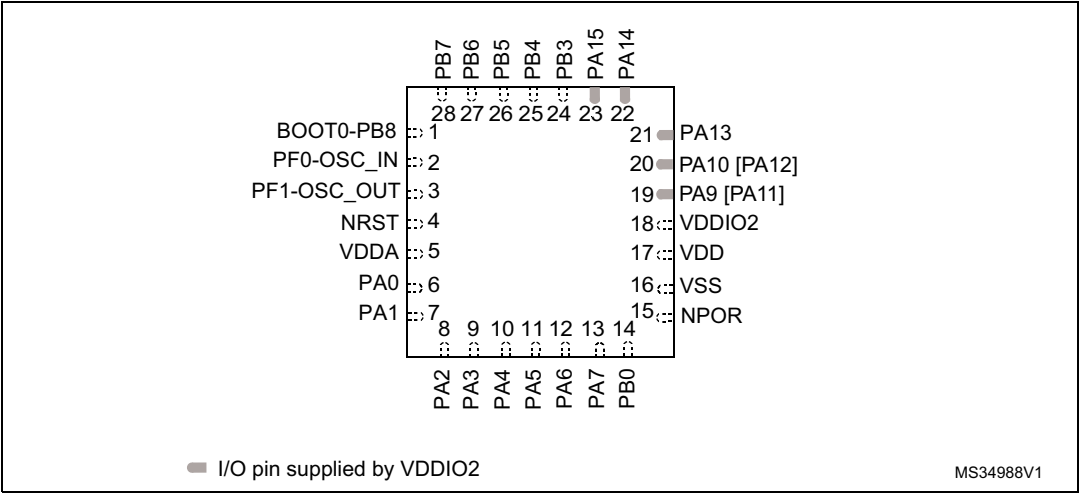 PB7 PB6 PB5 PB4 PB3 PA15 PA14
28 27 26 25 24 23 22
BOOT0-PB8 1
PF0-OSC_IN 2
PF1-OSC_OUT 3
NRST 4
VDDA 5
PA0 6
PA1 7
21 PA13
20 PA10 [PA12]
19 PA9 [PA11]
18 VDDIO2
17 VDD
16 VSS
15 NPOR
8 9 10 11 12 13 14
PA2 PA3 PA4 PA5 PA6 PA7 PB0
I/O pin supplied by VDDIO2
MS34988V1